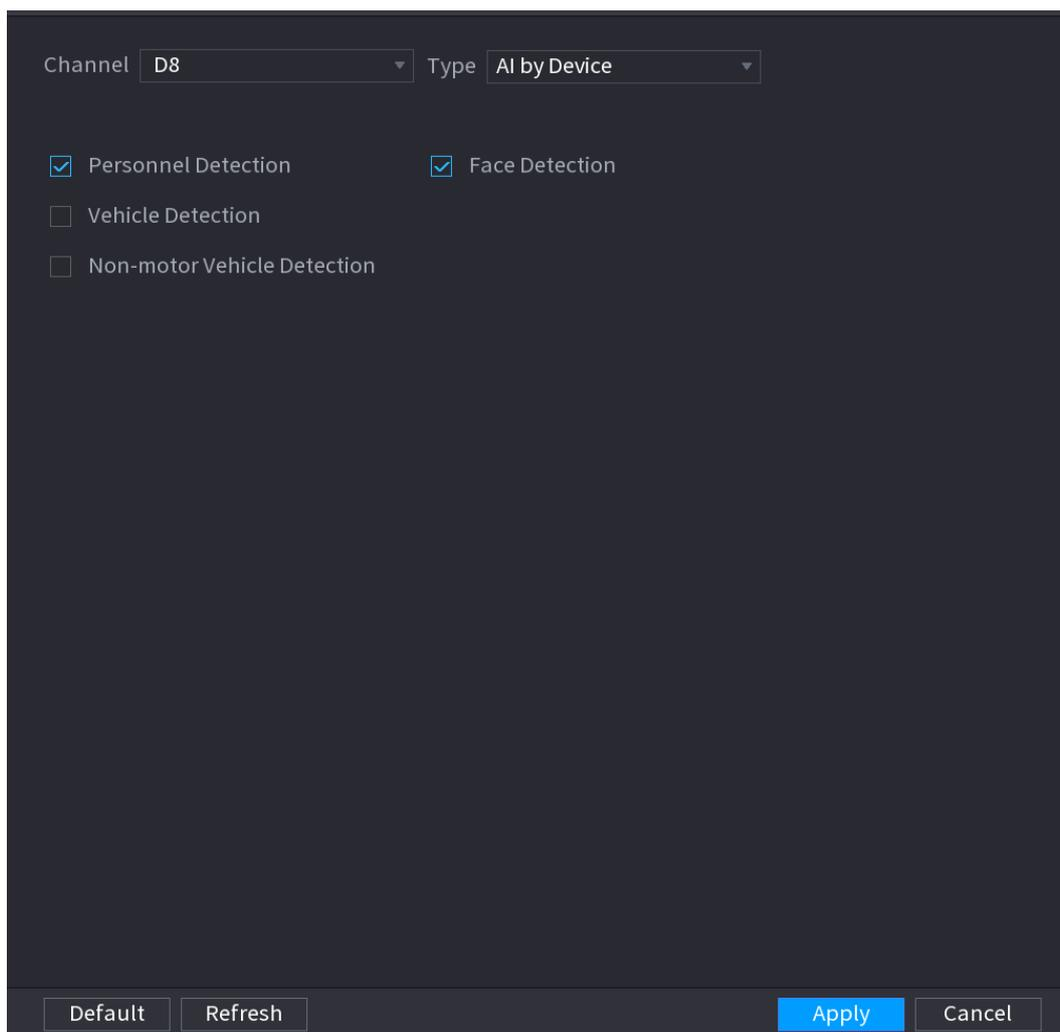 Channel D8 Type AI by Device
Personnel Detection Face Detection
Vehicle Detection
Non-motor Vehicle Detection
Default Refresh Apply Cancel